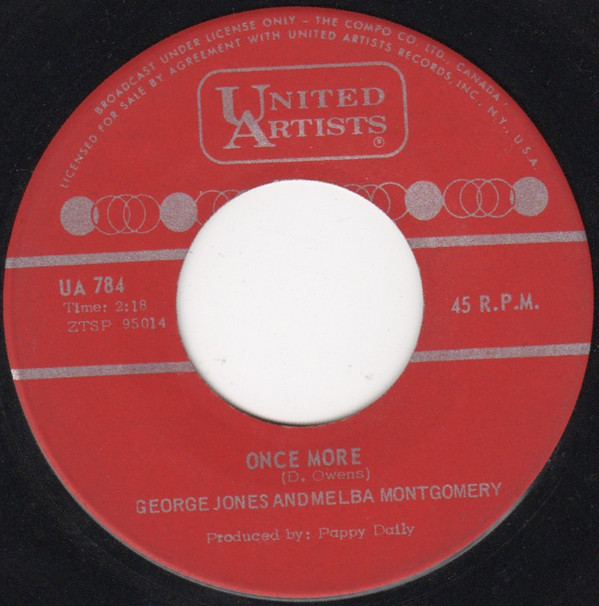 BROADCAST UNDER LICENSE ONLY - THE COMPO CO. LTD., CANADA
LICENSED FOR SALE BY AGREEMENT WITH UNITED ARTISTS RECORDS, INC., N.Y., U.S.A.
UNITED
ARTISTS®
UA 784
Time: 2:18
ZTSP 95014
45 R.P.M.
ONCE MORE
(D. Owens)
GEORGE JONES AND MELBA MONTGOMERY
Produced by: Pappy Daily